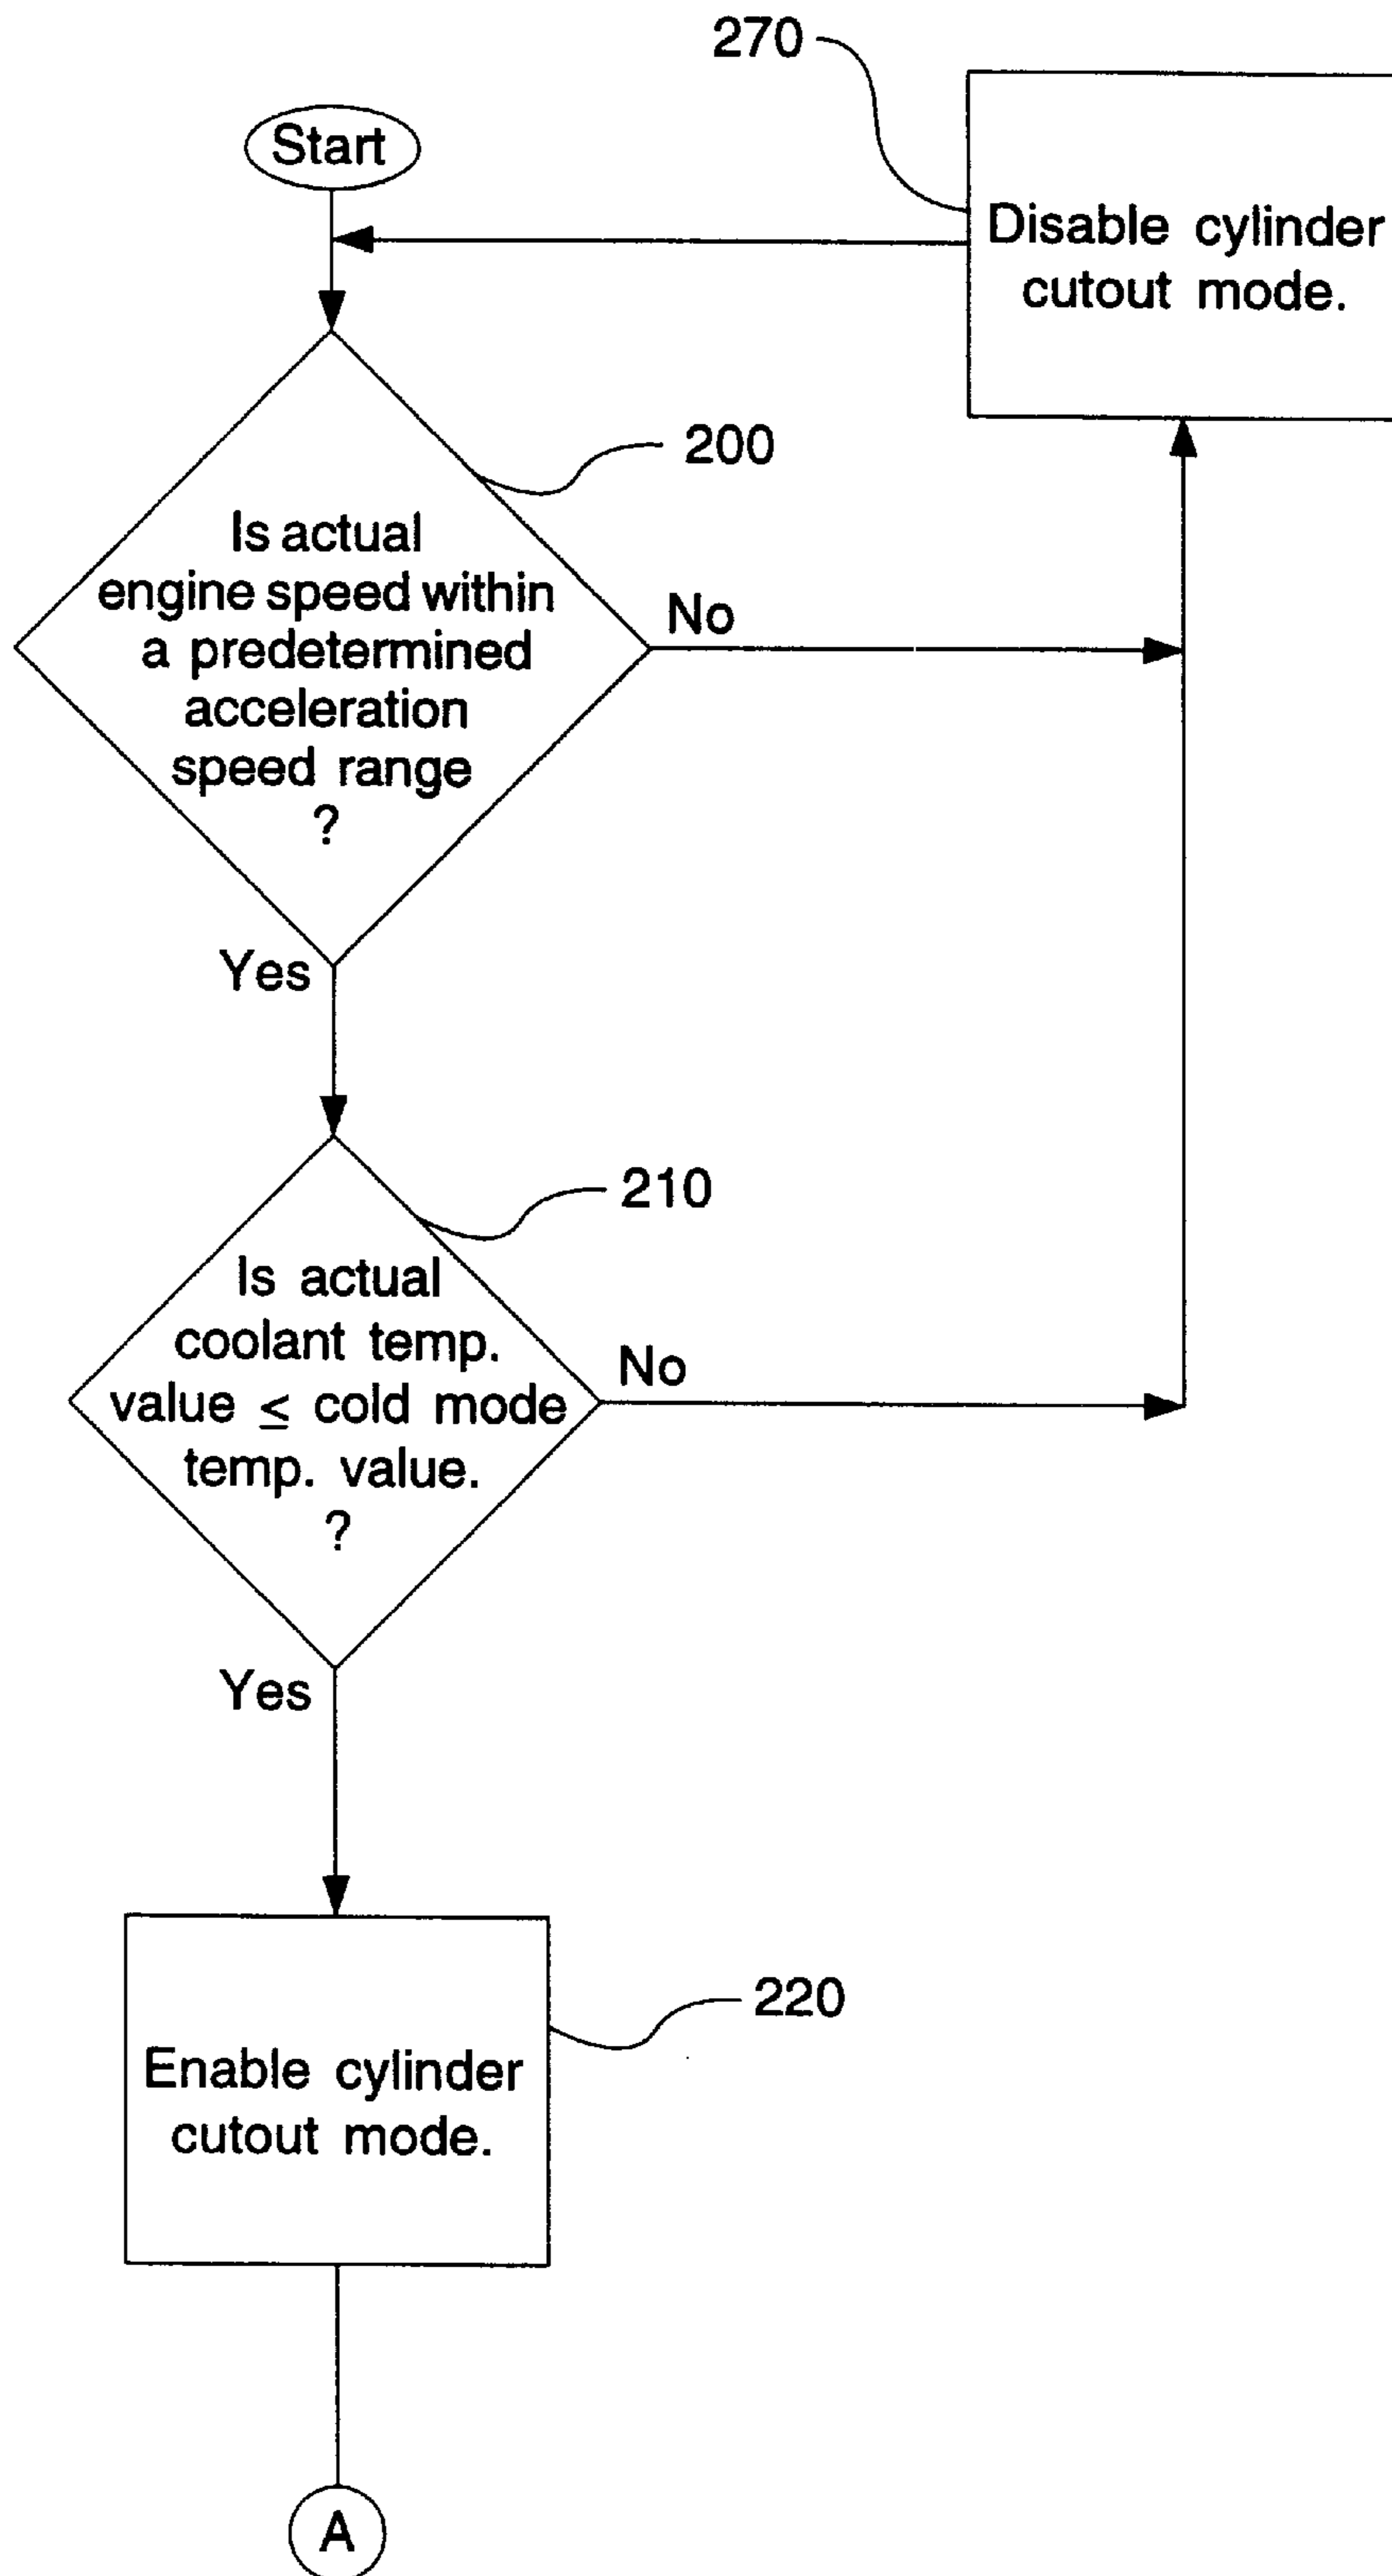 270
Start
Disable cylinder
cutout mode.
200
Is actual
engine speed within
a predetermined
acceleration
speed range
?
No
Yes
210
Is actual
coolant temp.
value ≤ cold mode
temp. value.
?
No
Yes
220
Enable cylinder
cutout mode.
A